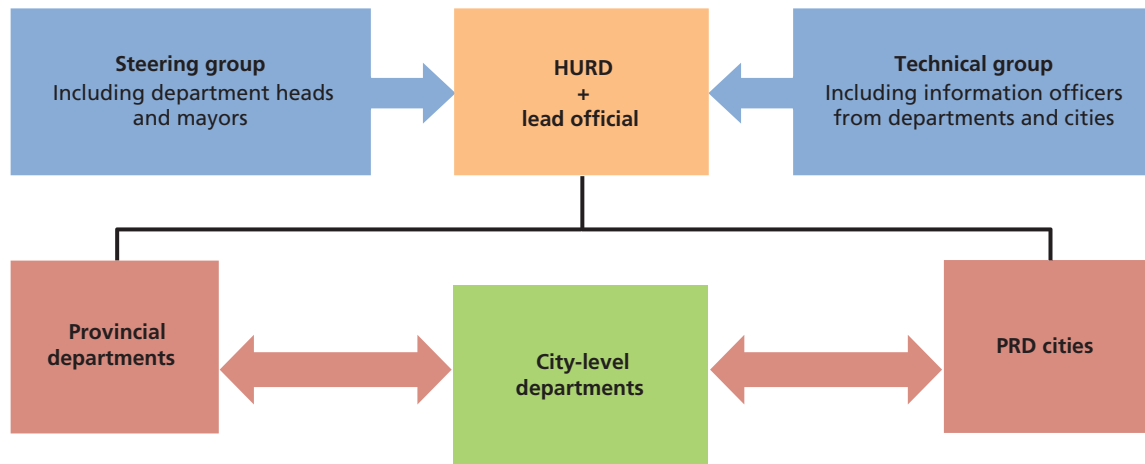 Steering group
Including department heads
and mayors
HURD
+
lead official
Technical group
Including information officers
from departments and cities
Provincial
departments
City-level
departments
PRD cities